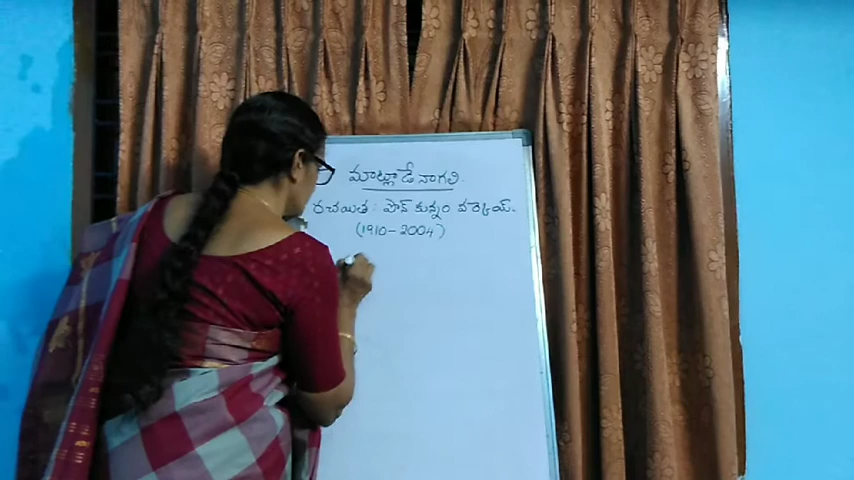 మాట్లాడే నాగలి.
రచయిత: పొన్ కున్నం వర్కెయ్.
(1910-2004)